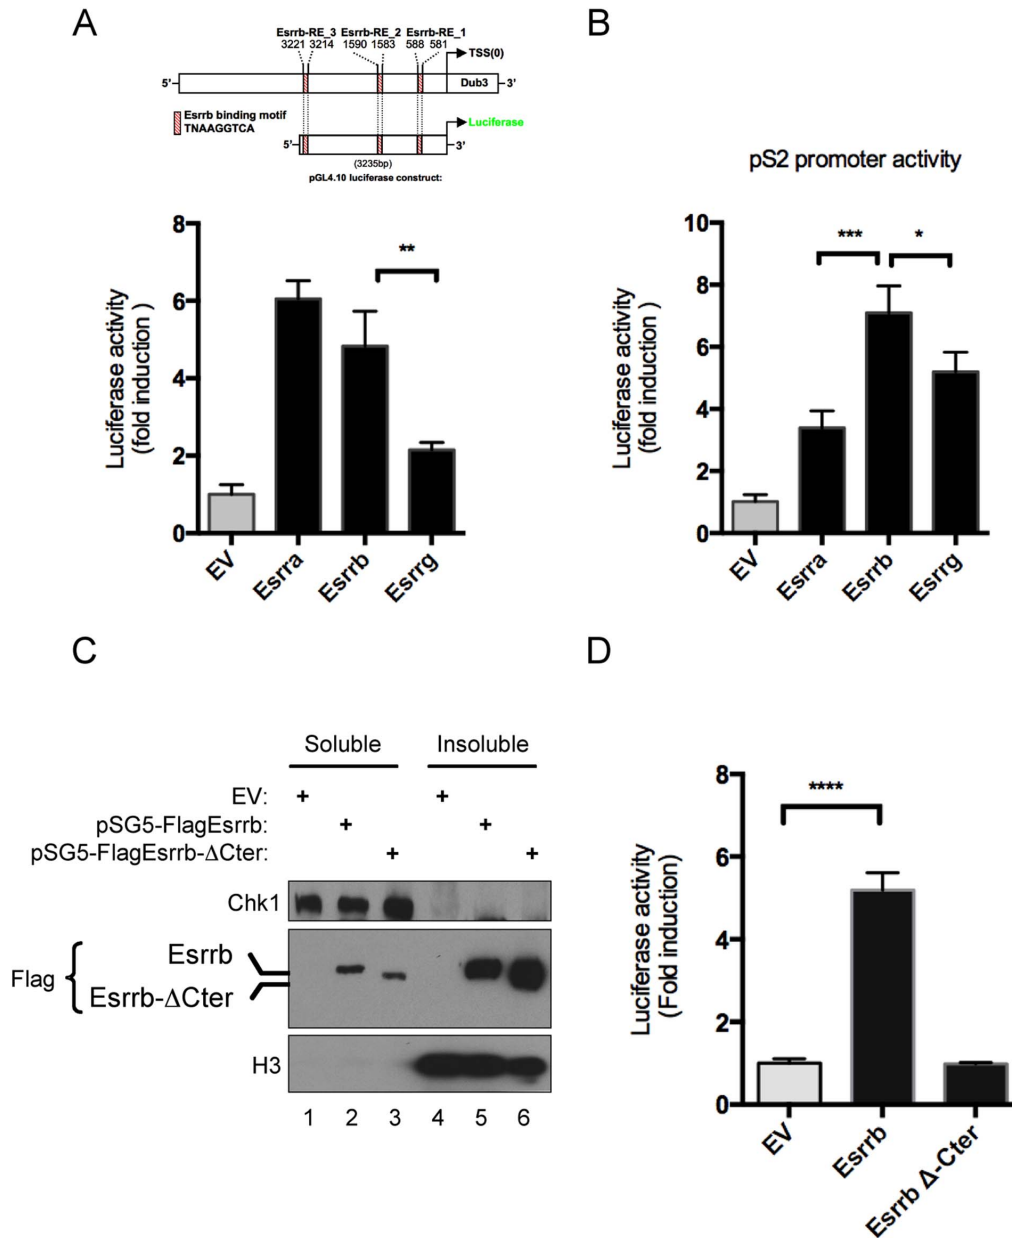 A
Esrrb-RE_3 Esrrb-RE_2 Esrrb-RE_1
3221 3214 1590 1583 588 581
TSS(0)
5' Dub3 3'
Esrrb binding motif
TNAAGGTCA
Luciferase
5' 3'
(3235bp)
pGL4.10 luciferase construct:
Luciferase activity
(fold induction )
8
6
4
2
0
**
EV
Esrra
Esrrb
Esrrg
B
pS2 promoter activity
Luciferase activity
(fold induction )
10
8
6
4
2
0
***
*
EV
Esrra
Esrrb
Esrrg
C
Soluble Insoluble
EV: + +
pSG5-FlagEsrrb: + +
pSG5-FlagEsrrb-ΔCter: + +
Chk1
Flag
Esrrb
Esrrb-ΔCter
H3
1 2 3 4 5 6
D
Luciferase activity
(Fold induction)
8
6
4
2
0
****
EV
Esrrb
Esrrb Δ-Cter